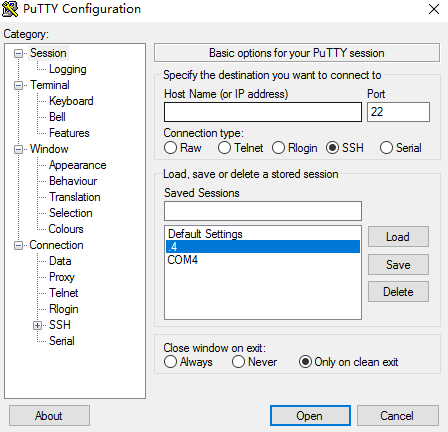 PuTTY Configuration
Category:
Session
Logging
Terminal
Keyboard
Bell
Features
Window
Appearance
Behaviour
Translation
Selection
Colours
Connection
Data
Proxy
Telnet
Rlogin
SSH
Serial
Basic options for your PuTTY session
Specify the destination you want to connect to
Host Name (or IP address) Port
22
Connection type:
Raw Telnet Rlogin SSH Serial
Load, save or delete a stored session
Saved Sessions
Default Settings
.4
COM4
Load
Save
Delete
Close window on exit:
Always Never Only on clean exit
About Open Cancel